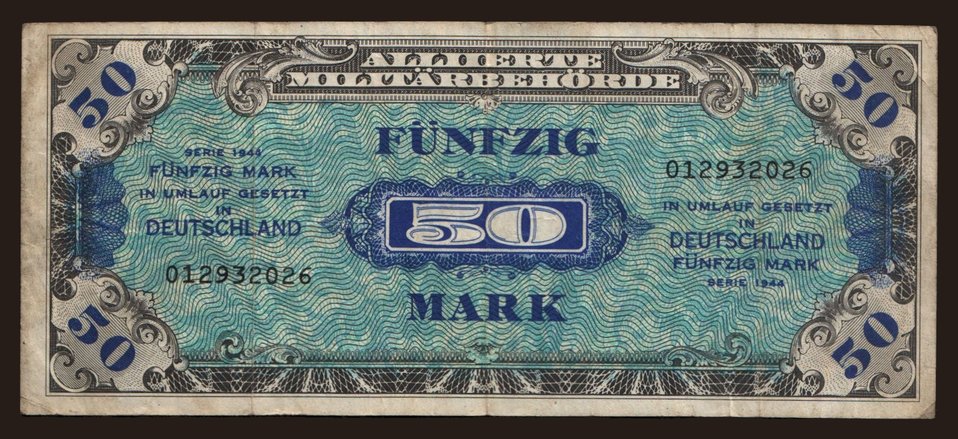 50
50
ALLIIERTE
MILITÄRBEHÖRDE
SERIE 1944
FÜNFZIG MARK
IN UMLAUF GESETZT
IN
DEUTSCHLAND
012932026
FÜNFZIG
50
MARK
012932026
IN UMLAUF GESETZT
IN
DEUTSCHLAND
FÜNFZIG MARK
SERIE 1944
50
50